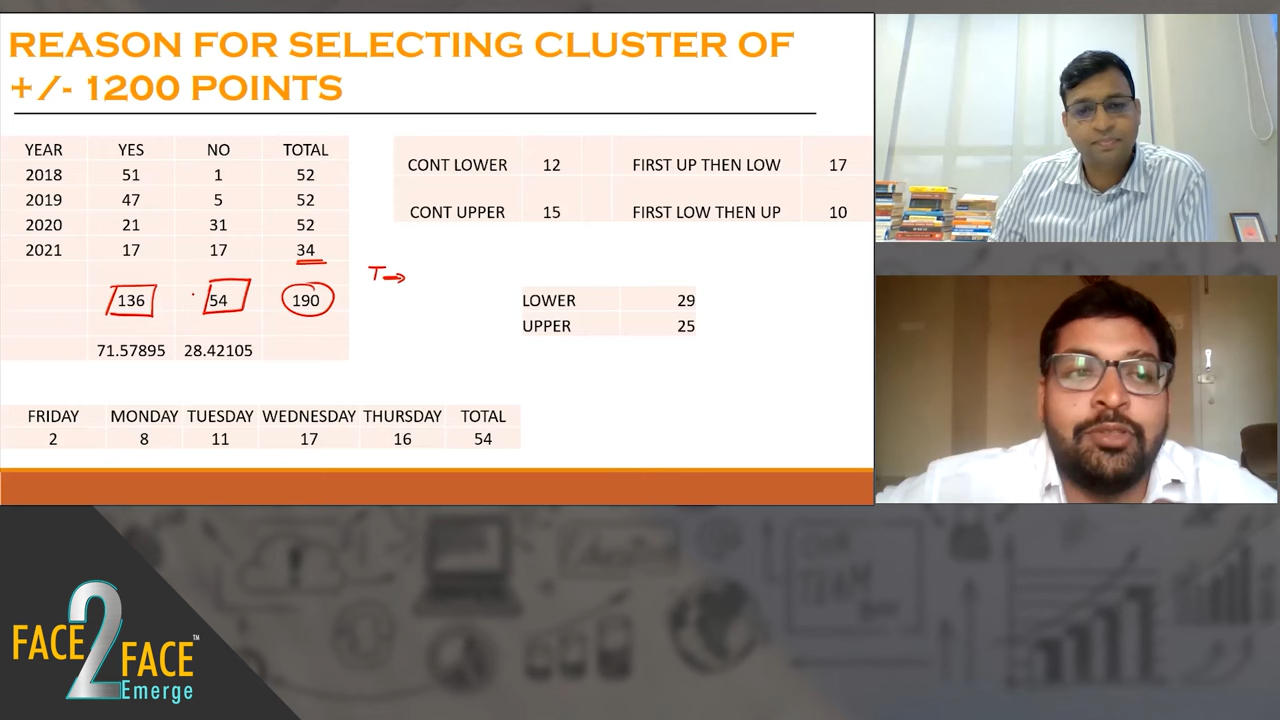 REASON FOR SELECTING CLUSTER OF
+/- 1200 POINTS
YEAR YES NO TOTAL
2018 51 1 52
2019 47 5 52
2020 21 31 52
2021 17 17 34
136 54 190
71.57895 28.42105
CONT LOWER 12 FIRST UP THEN LOW 17
CONT UPPER 15 FIRST LOW THEN UP 10
T
LOWER 29
UPPER 25
FRIDAY MONDAY TUESDAY WEDNESDAY THURSDAY TOTAL
2 8 11 17 16 54
FACE 2 FACE™
Emerge